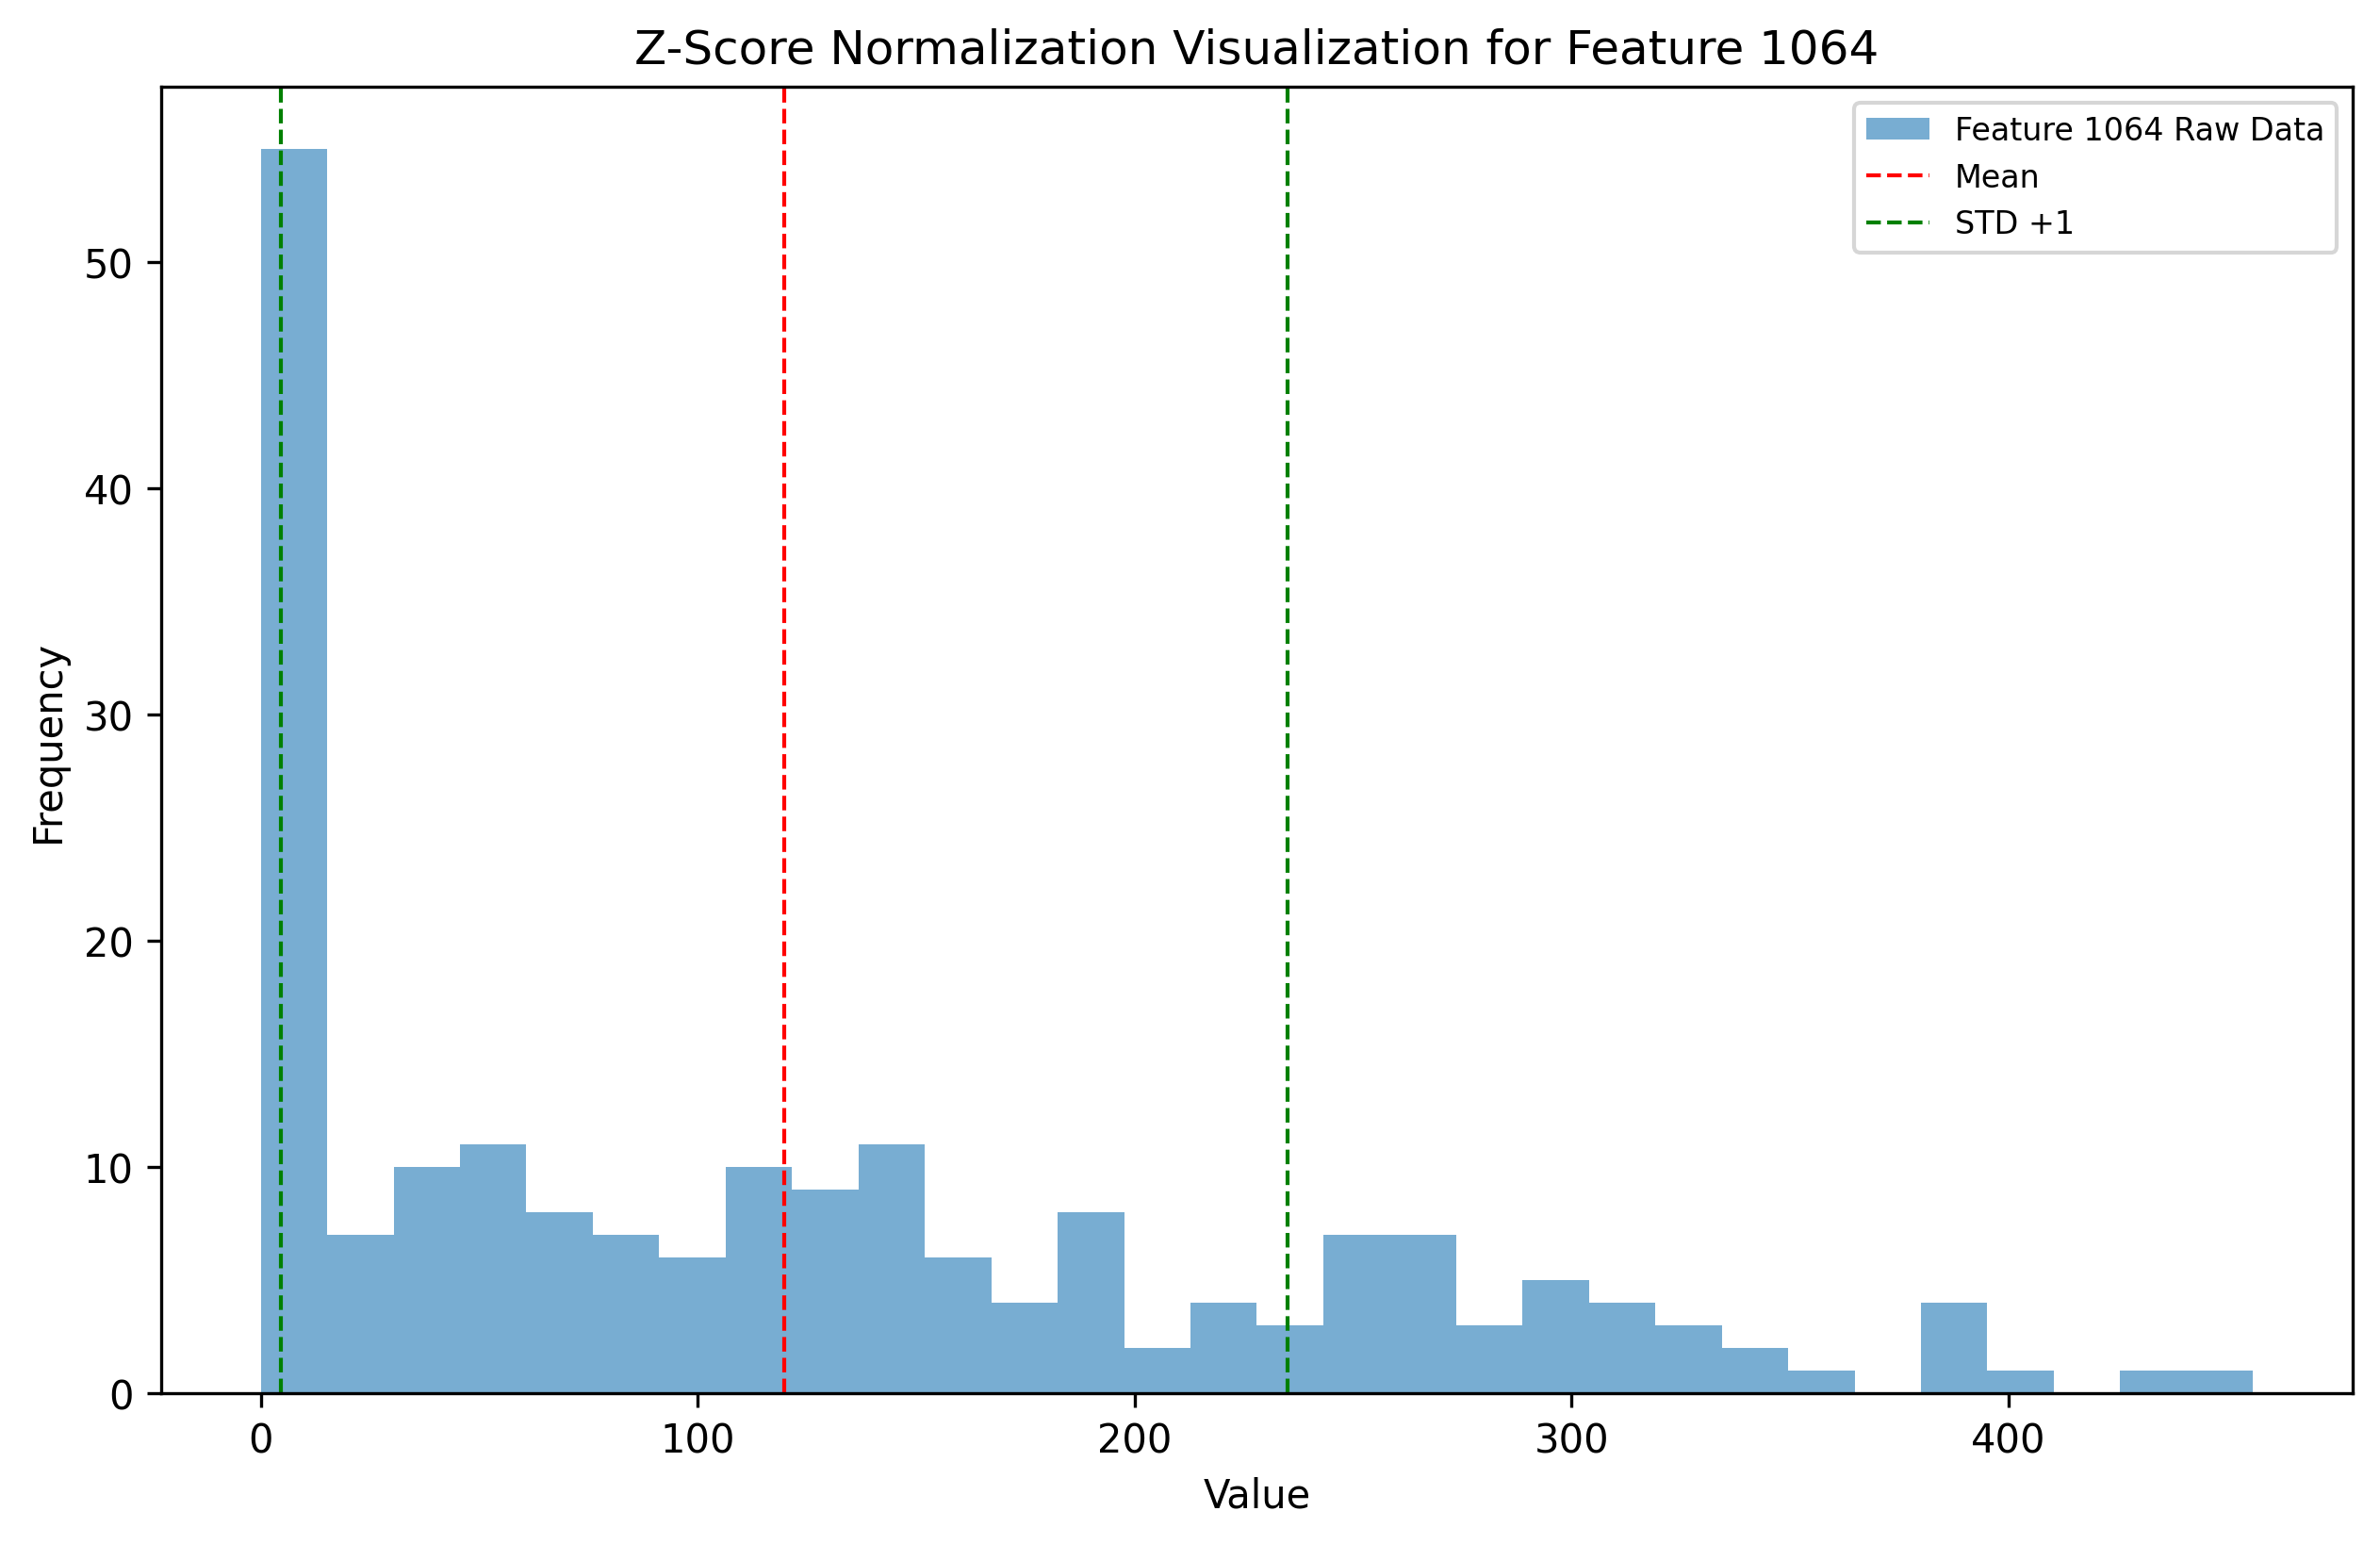 Z-Score Normalization Visualization for Feature 1064
Feature 1064 Raw Data
Mean
STD +1
50
40
30
20
10
0
Frequency
0 100 200 300 400
Value